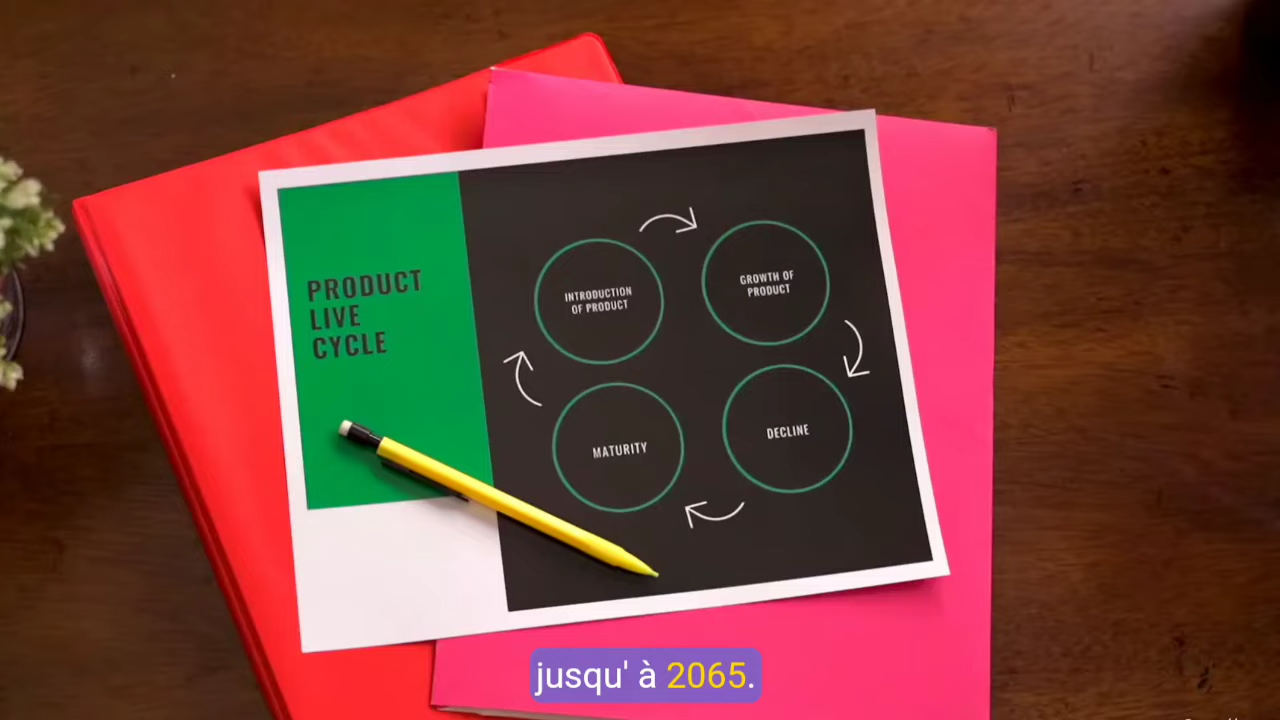 PRODUCT
LIVE
CYCLE
INTRODUCTION
OF PRODUCT
GROWTH OF
PRODUCT
MATURITY
DECLINE
jusqu' à 2065.